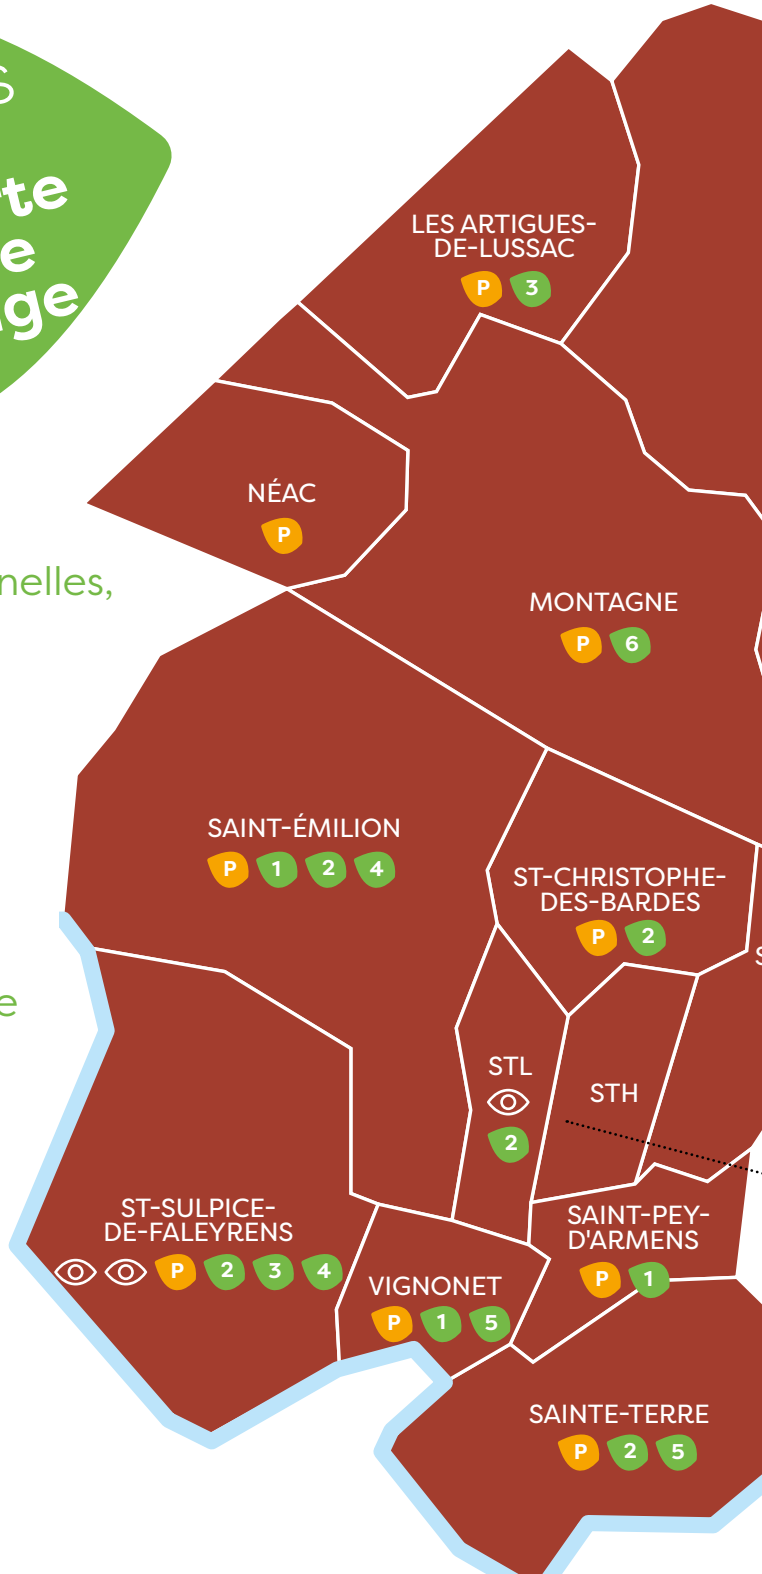 S
rte
e
age
nelles,
e
LES ARTIGUES-
DE-LUSSAC
P 3
NÉAC
P
MONTAGNE
P 6
SAINT-ÉMILION
P 1 2 4
ST-CHRISTOPHE-
DES-BARDES
P 2
S
STL
2
STH
ST-SULPICE-
DE-FALEYRENS
P 2 3 4
SAINT-PEY-
D'ARMENS
P 1
VIGNONET
P 1 5
SAINTE-TERRE
P 2 5